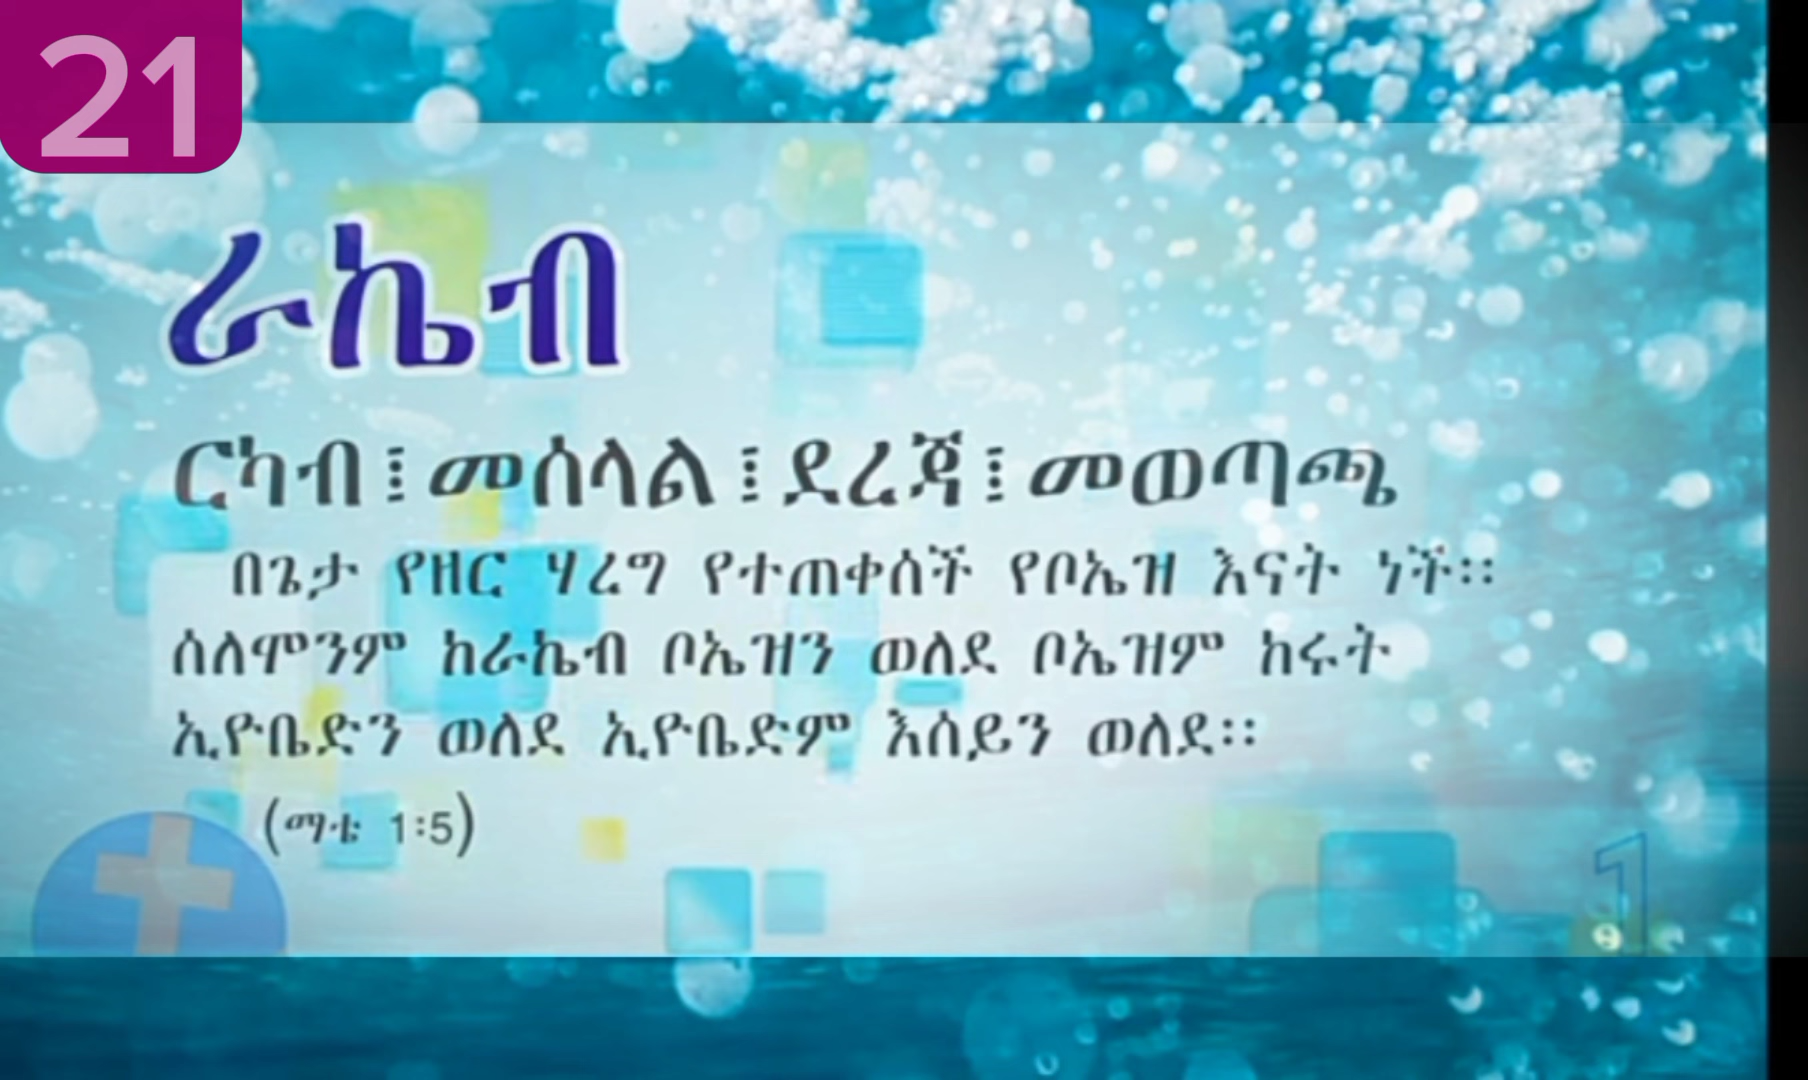 21
ራኬብ
ርካብ፤መሰላል፤ደረጃ፤መወጣጫ
በጌታ የዘር ሃረግ የተጠቀሰች የቦኤዝ እናት ነች፡፡
ሰለሞንም ከራኬብ ቦኤዝን ወለደ ቦኤዝም ከሩት
ኢዮቤድን ወለደ ኢዮቤድም እሰይን ወለደ፡፡
(ማቴ 1፡5)
1